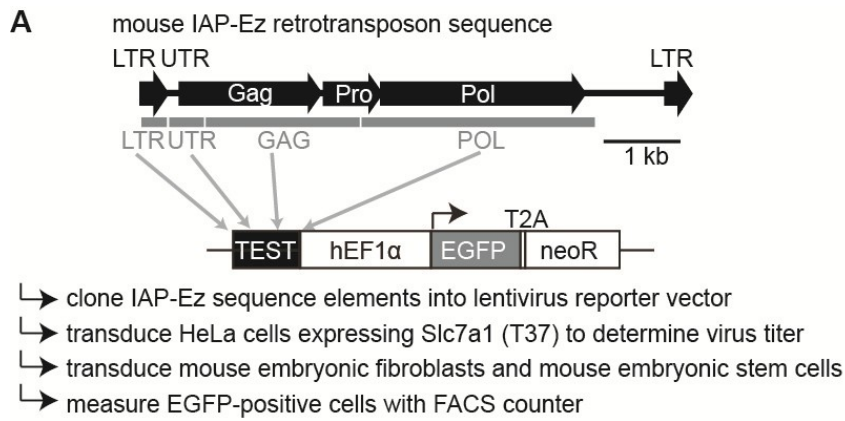 A
mouse IAP-Ez retrotransposon sequence
LTR UTR LTR
Gag Pro Pol
LTR UTR GAG POL
1 kb
T2A
TEST hEF1α EGFP neoR
clone IAP-Ez sequence elements into lentivirus reporter vector
transduce HeLa cells expressing Slc7a1 (T37) to determine virus titer
transduce mouse embryonic fibroblasts and mouse embryonic stem cells
measure EGFP-positive cells with FACS counter